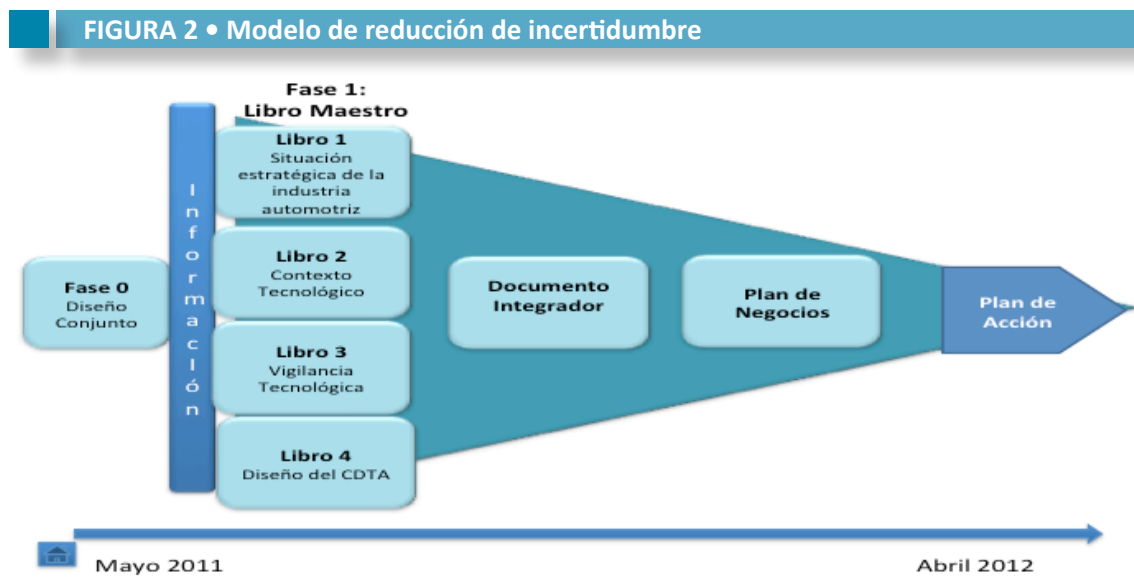 FIGURA 2 • Modelo de reducción de incertidumbre
Fase 1:
Libro Maestro
Libro 1
Situación
estratégica de la
industria
automotriz
Información
Libro 2
Contexto
Tecnológico
Fase 0
Diseño
Conjunto
Documento
Integrador
Plan de
Negocios
Plan de
Acción
Libro 3
Vigilancia
Tecnológica
Libro 4
Diseño del CDTA
Mayo 2011
Abril 2012